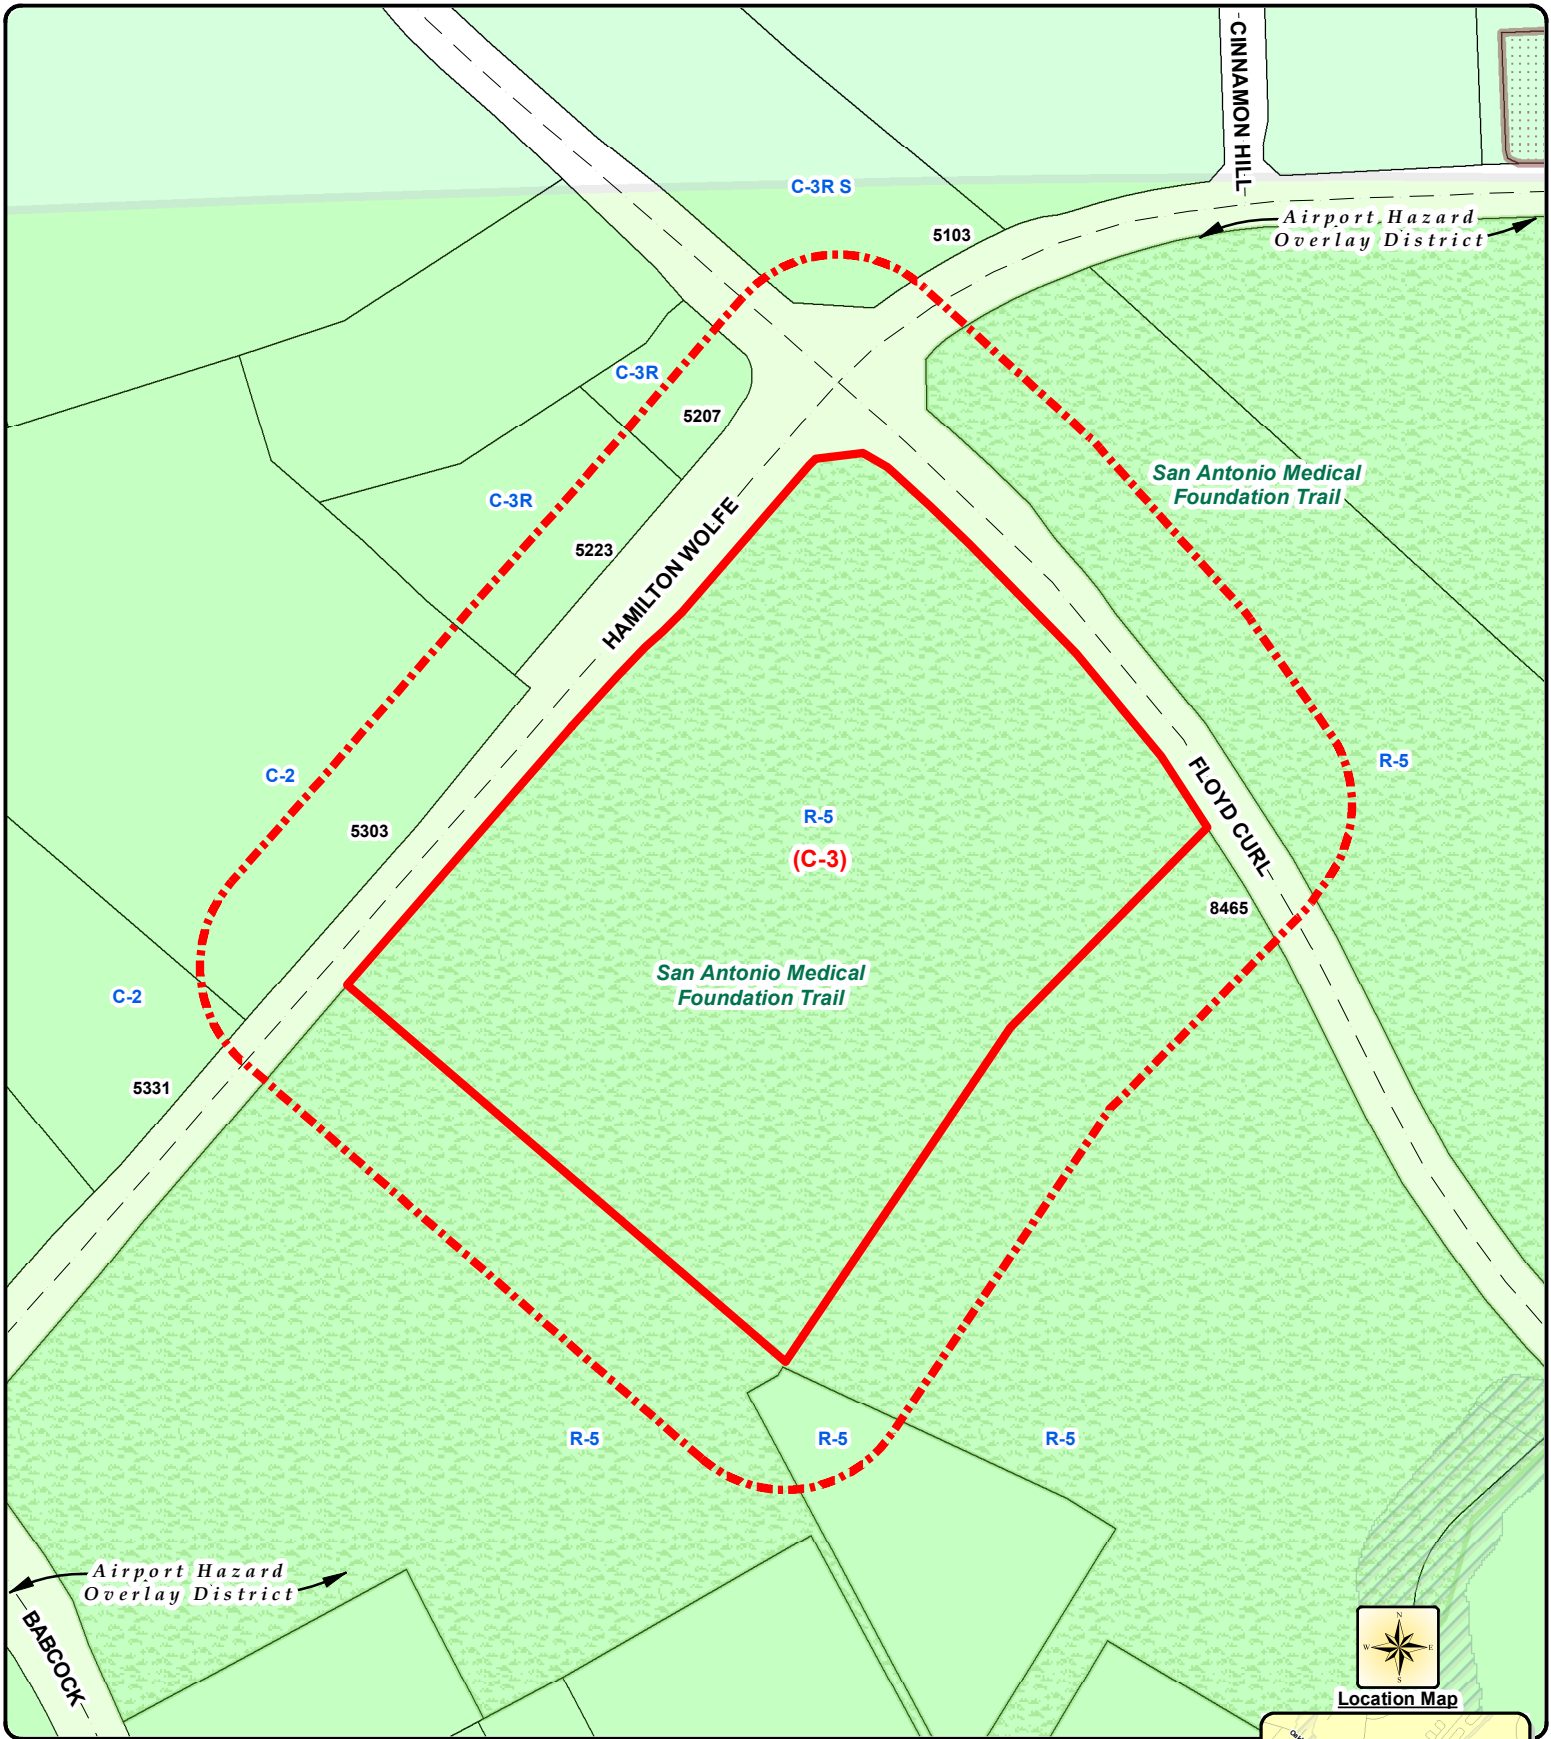 CINNAMON HILL
C-3R S
5103
Airport Hazard
Overlay District
C-3R
5207
San Antonio Medical
Foundation Trail
C-3R
HAMILTON WOLFE
5223
R-5
C-2
FLOYD CURL
R-5
5303
(C-3)
8465
San Antonio Medical
Foundation Trail
C-2
5331
R-5
R-5
R-5
Airport Hazard
Overlay District
BABCOCK
N
W
E
S
Location Map